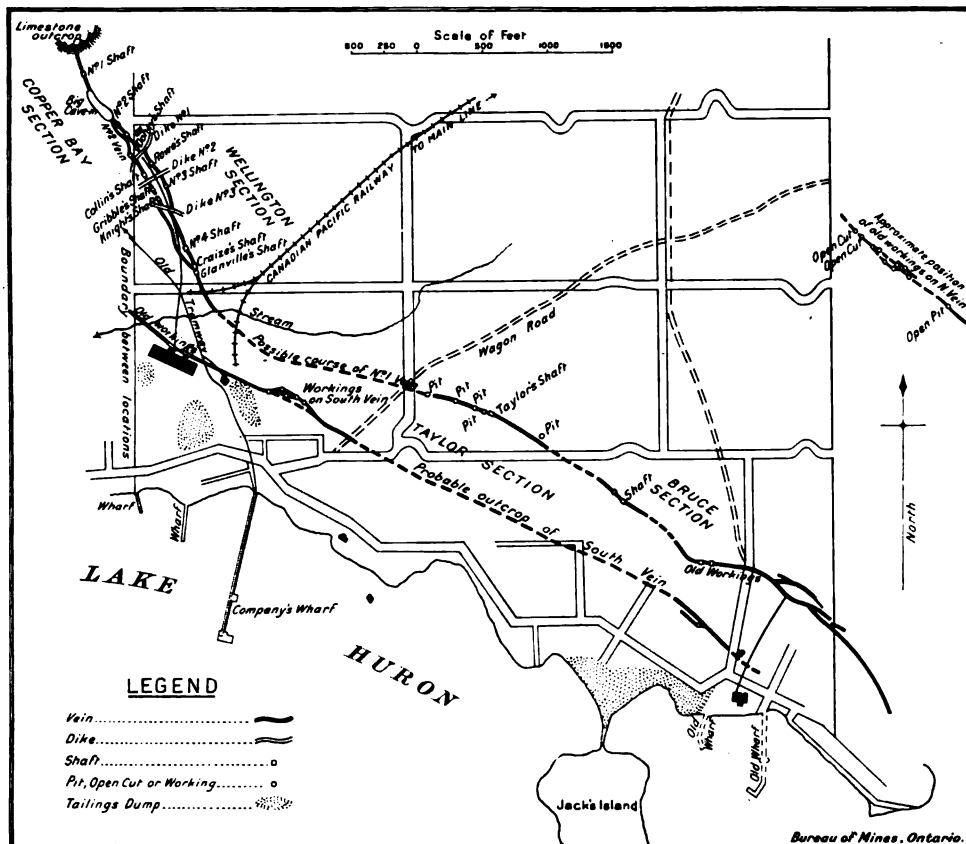 Limestone
outcrop
Scale of Feet
500 250 0 500 1000 1500
Nº1 Shaft
COPPER BAY
SECTION
Big
Cave-in
Nº2 Shaft
Nº2 Vein
Dike Nº1
Rowe's Shaft
Dike Nº2
Nº3 Shaft
Collin's Shaft
Gribble's Shaft
Knight's Shaft
Dike Nº3
WELLINGTON
SECTION
Nº4 Shaft
Craize's Shaft
Glanville's Shaft
CANADIAN PACIFIC RAILWAY
TO MAIN LINE
Approximate position
of old workings on N. Vein
Open Cut
Open Cut
Open Pit
Boundary between locations
Old Tramway
Old Workings
Stream
Wagon Road
Possible course of Nº1 Vein
Workings
on South Vein
Pit
Pit
Pit
Pit
Pit
Taylor's Shaft
Pit
TAYLOR SECTION
Shaft
BRUCE
SECTION
Probable outcrop of South Vein
Old Workings
North
Wharf
Wharf
Company's Wharf
LAKE
HURON
Old
Wharf
Old Wharf
Jack's Island
LEGEND
Vein
Dike
Shaft
Pit, Open Cut or Working
Tailings Dump
Bureau of Mines, Ontario.